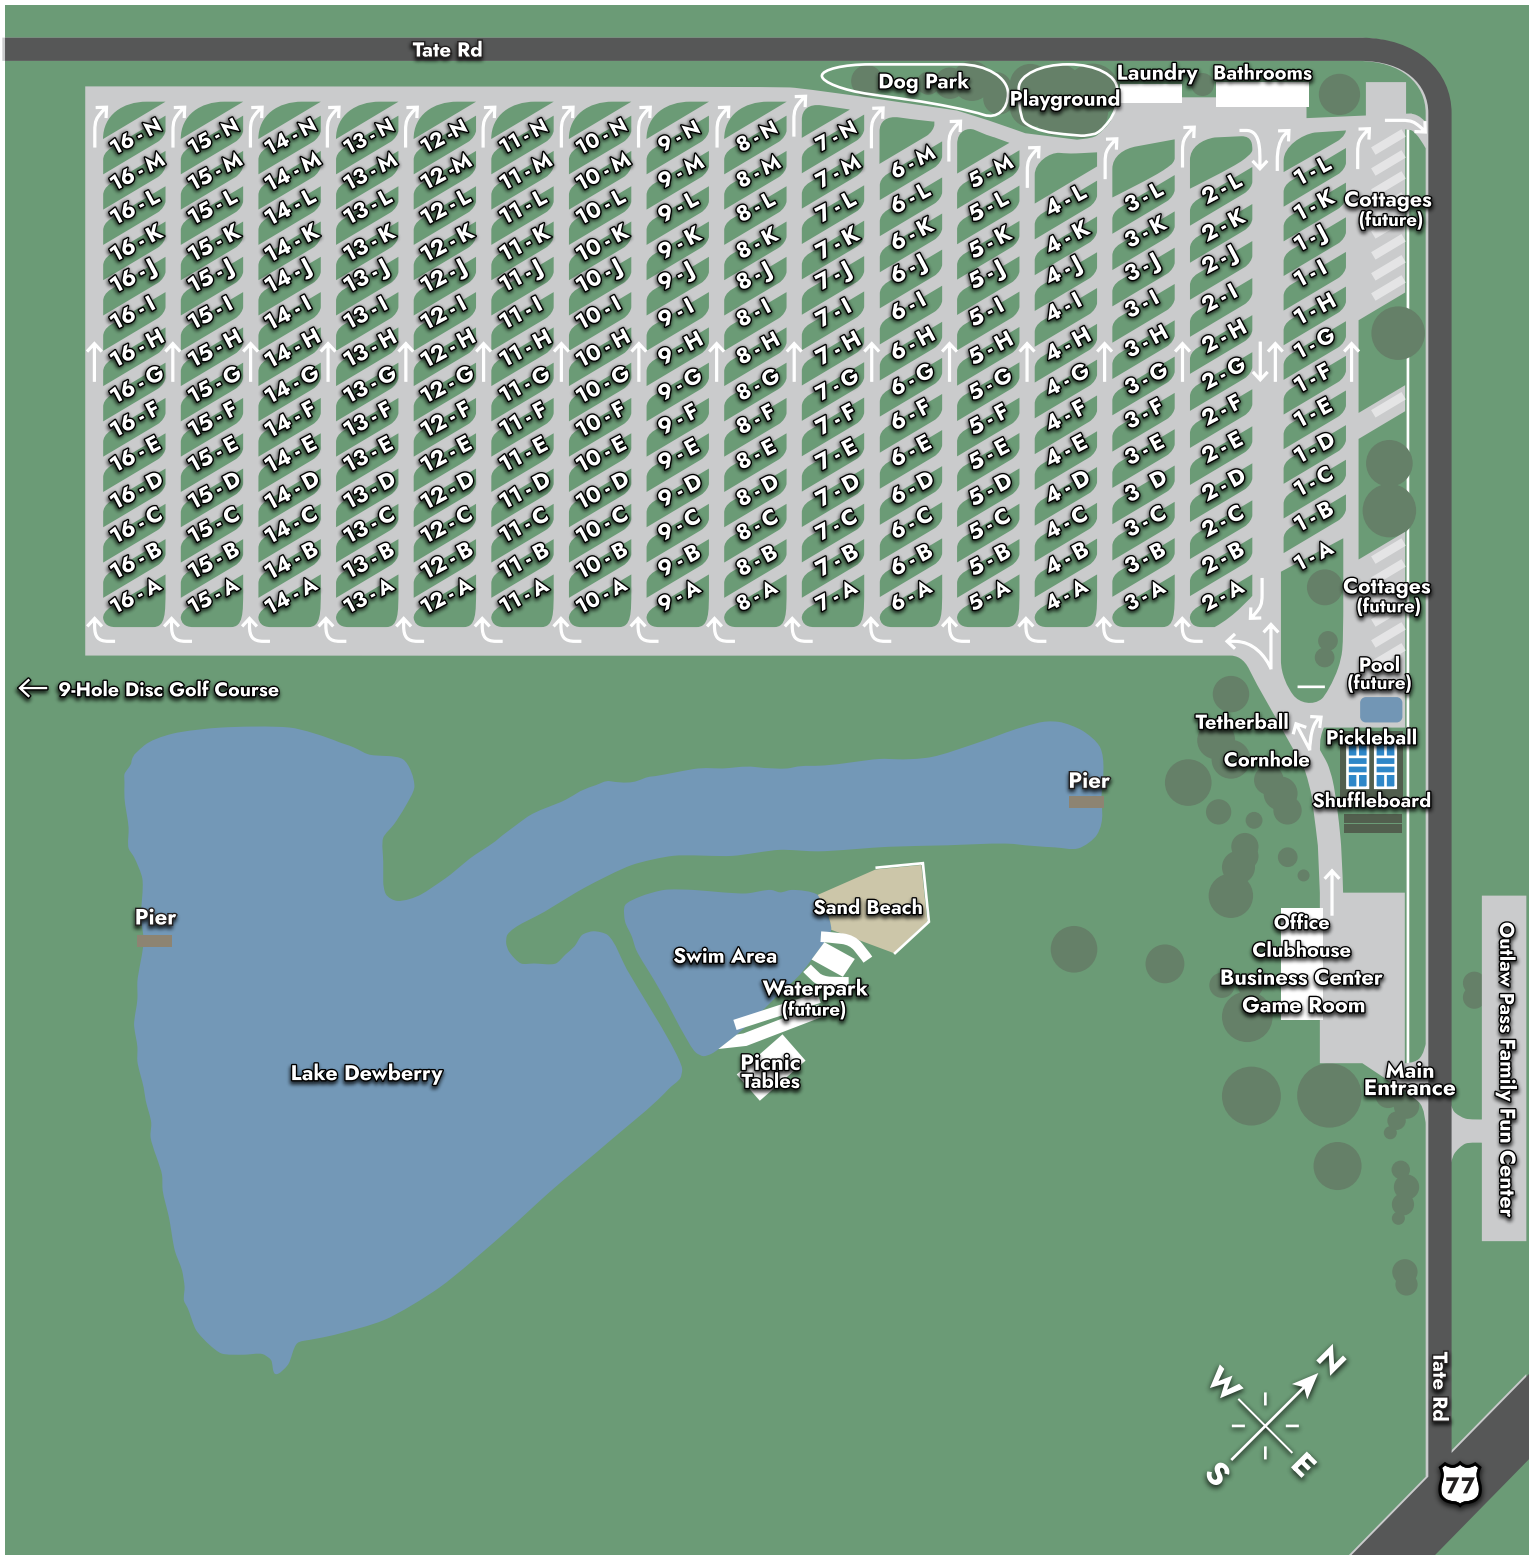 Tate Rd
Dog Park
Playground
Laundry
Bathrooms
16-N 15-N 14-N 13-N 12-N 11-N 10-N 9-N 8-N 7-N
16-M 15-M 14-M 13-M 12-M 11-M 10-M 9-M 8-M 7-M 6-M 5-M
16-L 15-L 14-L 13-L 12-L 11-L 10-L 9-L 8-L 7-L 6-L 5-L 4-L 3-L 2-L 1-L
16-K 15-K 14-K 13-K 12-K 11-K 10-K 9-K 8-K 7-K 6-K 5-K 4-K 3-K 2-K 1-K
16-J 15-J 14-J 13-J 12-J 11-J 10-J 9-J 8-J 7-J 6-J 5-J 4-J 3-J 2-J 1-J
16-I 15-I 14-I 13-I 12-I 11-I 10-I 9-I 8-I 7-I 6-I 5-I 4-I 3-I 2-I 1-I
16-H 15-H 14-H 13-H 12-H 11-H 10-H 9-H 8-H 7-H 6-H 5-H 4-H 3-H 2-H 1-H
16-G 15-G 14-G 13-G 12-G 11-G 10-G 9-G 8-G 7-G 6-G 5-G 4-G 3-G 2-G 1-G
16-F 15-F 14-F 13-F 12-F 11-F 10-F 9-F 8-F 7-F 6-F 5-F 4-F 3-F 2-F 1-F
16-E 15-E 14-E 13-E 12-E 11-E 10-E 9-E 8-E 7-E 6-E 5-E 4-E 3-E 2-E 1-E
16-D 15-D 14-D 13-D 12-D 11-D 10-D 9-D 8-D 7-D 6-D 5-D 4-D 3 D 2-D 1-D
16-C 15-C 14-C 13-C 12-C 11-C 10-C 9-C 8-C 7-C 6-C 5-C 4-C 3-C 2-C 1-C
16-B 15-B 14-B 13-B 12-B 11-B 10-B 9-B 8-B 7-B 6-B 5-B 4-B 3-B 2-B 1-B
16-A 15-A 14-A 13-A 12-A 11-A 10-A 9-A 8-A 7-A 6-A 5-A 4-A 3-A 2-A 1-A
Cottages
(future)
Cottages
(future)
Pool
(future)
9-Hole Disc Golf Course
Tetherball
Pickleball
Cornhole
Shuffleboard
Pier
Pier
Sand Beach
Swim Area
Waterpark
(future)
Picnic
Tables
Lake Dewberry
Office
Clubhouse
Business Center
Game Room
Main
Entrance
Outlaw Pass Family Fun Center
Tate Rd
N
W
S
E
77